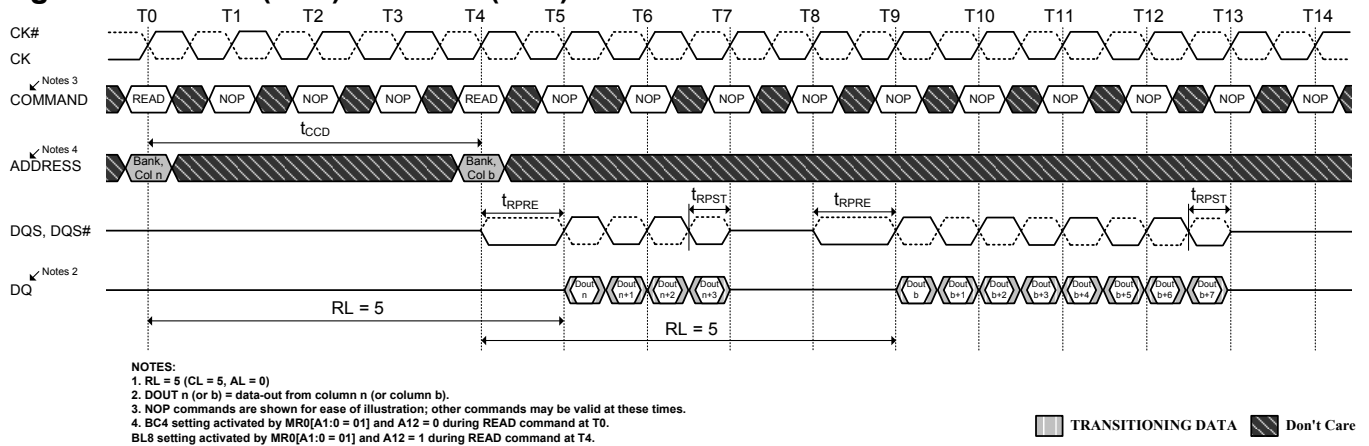 T0 T1 T2 T3 T4 T5 T6 T7 T8 T9 T10 T11 T12 T13 T14
CK#
CK
Notes 3
COMMAND
READ NOP NOP NOP READ NOP NOP NOP NOP NOP NOP NOP NOP NOP NOP
tCCD
Notes 4
ADDRESS
Bank, Col n
Bank, Col b
tRPRE tRPST tRPRE tRPST
DQS, DQS#
Notes 2
DQ
Dout n Dout n+1 Dout n+2 Dout n+3 Dout b Dout b+1 Dout b+2 Dout b+3 Dout b+4 Dout b+5 Dout b+6 Dout b+7
RL = 5
RL = 5
NOTES:
1. RL = 5 (CL = 5, AL = 0)
2. DOUT n (or b) = data-out from column n (or column b).
3. NOP commands are shown for ease of illustration; other commands may be valid at these times.
4. BC4 setting activated by MR0[A1:0 = 01] and A12 = 0 during READ command at T0.
BL8 setting activated by MR0[A1:0 = 01] and A12 = 1 during READ command at T4.
TRANSITIONING DATA Don't Care